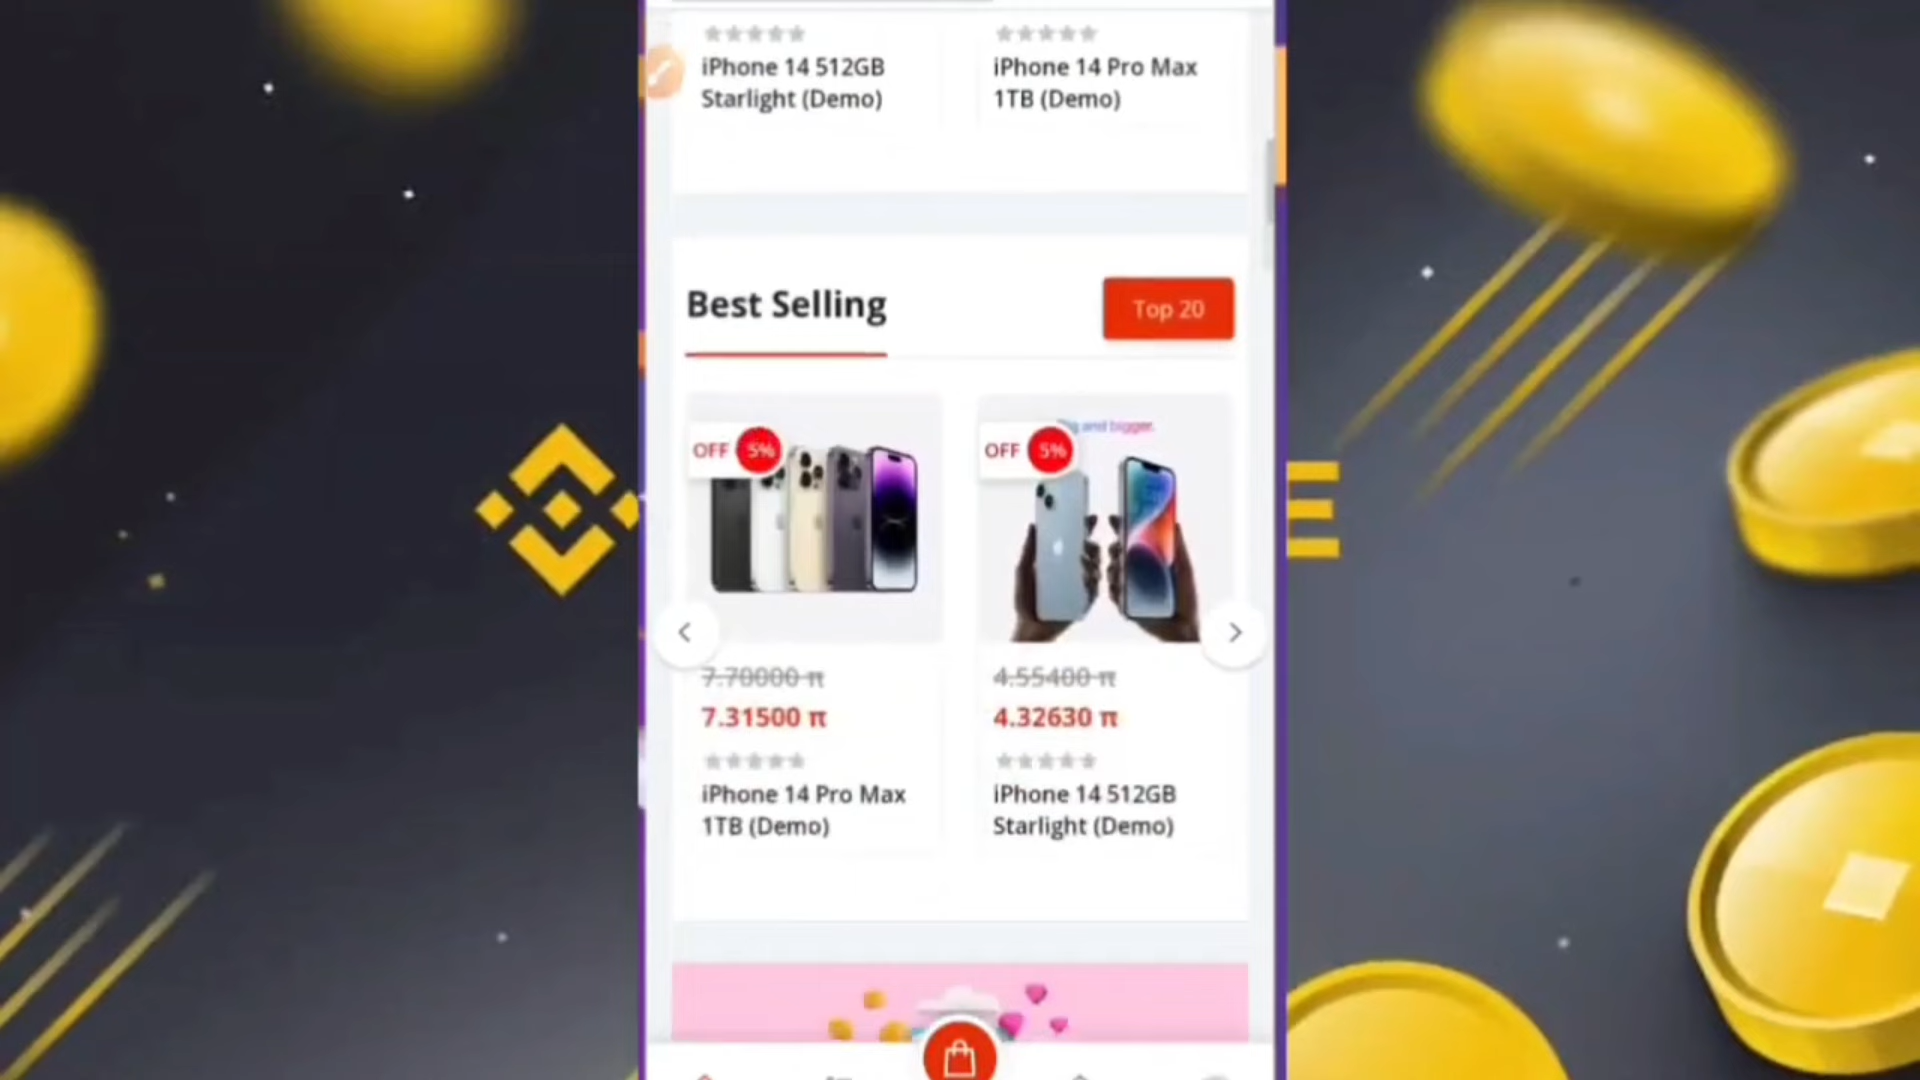 iPhone 14 512GB
Starlight (Demo)
iPhone 14 Pro Max
1TB (Demo)
Best Selling
Top 20
OFF 5%
OFF 5%
and bigger.
7.70000 π
7.31500 π
iPhone 14 Pro Max
1TB (Demo)
4.55400 π
4.32630 π
iPhone 14 512GB
Starlight (Demo)
E